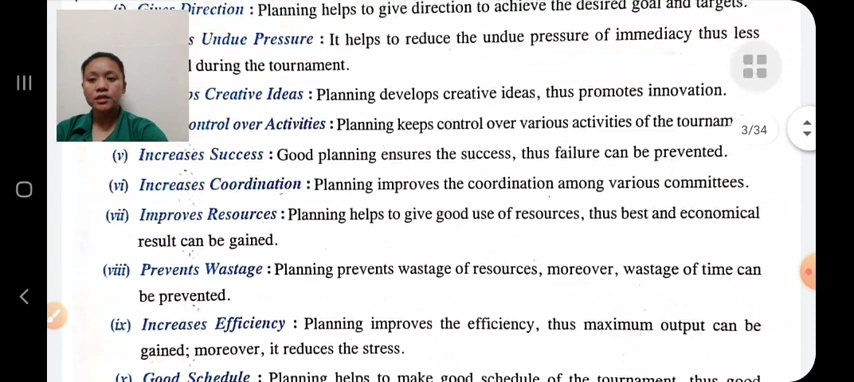 (i) Gives Direction : Planning helps to give direction to achieve the desired goal and targets.
s Undue Pressure : It helps to reduce the undue pressure of immediacy thus less
l during the tournament.
ps Creative Ideas : Planning develops creative ideas, thus promotes innovation.
ontrol over Activities : Planning keeps control over various activities of the tournam
3/34
(v) Increases Success : Good planning ensures the success, thus failure can be prevented.
(vi) Increases Coordination : Planning improves the coordination among various committees.
(vii) Improves Resources : Planning helps to give good use of resources, thus best and economical
result can be gained.
(viii) Prevents Wastage : Planning prevents wastage of resources, moreover, wastage of time can
be prevented.
(ix) Increases Efficiency : Planning improves the efficiency, thus maximum output can be
gained; moreover, it reduces the stress.
(x) Good Schedule : Planning helps to make good schedule of the tournament, thus good